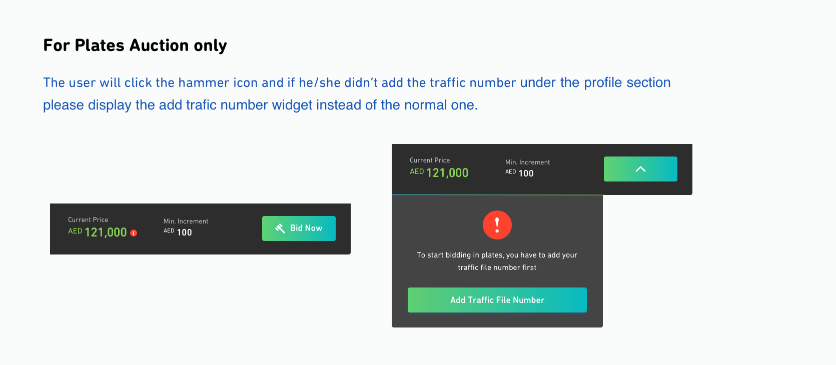 For Plates Auction only
The user will click the hammer icon and if he/she didn't add the traffic number under the profile section
please display the add trafic number widget instead of the normal one.
Current Price
Min. Increment
AED 121,000
AED 100
Bid Now
Current Price
Min. Increment
AED 121,000
AED 100
!
To start bidding in plates, you have to add your
traffic file number first
Add Traffic File Number